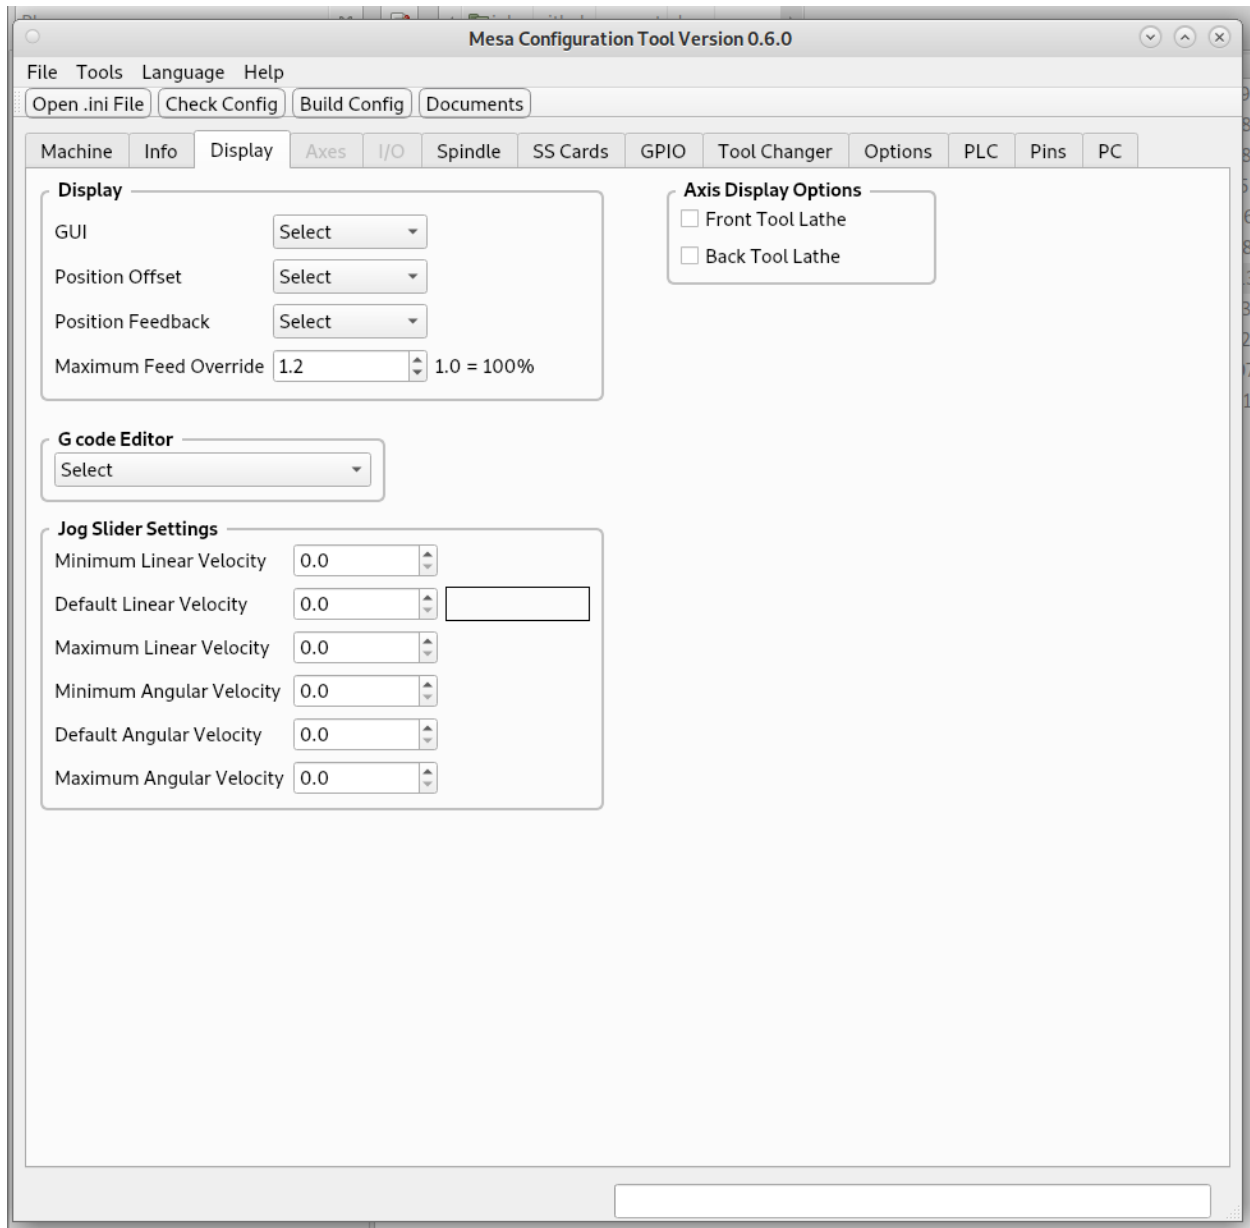 Mesa Configuration Tool Version 0.6.0
File Tools Language Help
Open .ini File Check Config Build Config Documents
Machine Info Display Axes I/O Spindle SS Cards GPIO Tool Changer Options PLC Pins PC
Display
GUI Select
Position Offset Select
Position Feedback Select
Maximum Feed Override 1.2 1.0 = 100%
Axis Display Options
Front Tool Lathe
Back Tool Lathe
G code Editor
Select
Jog Slider Settings
Minimum Linear Velocity 0.0
Default Linear Velocity 0.0
Maximum Linear Velocity 0.0
Minimum Angular Velocity 0.0
Default Angular Velocity 0.0
Maximum Angular Velocity 0.0